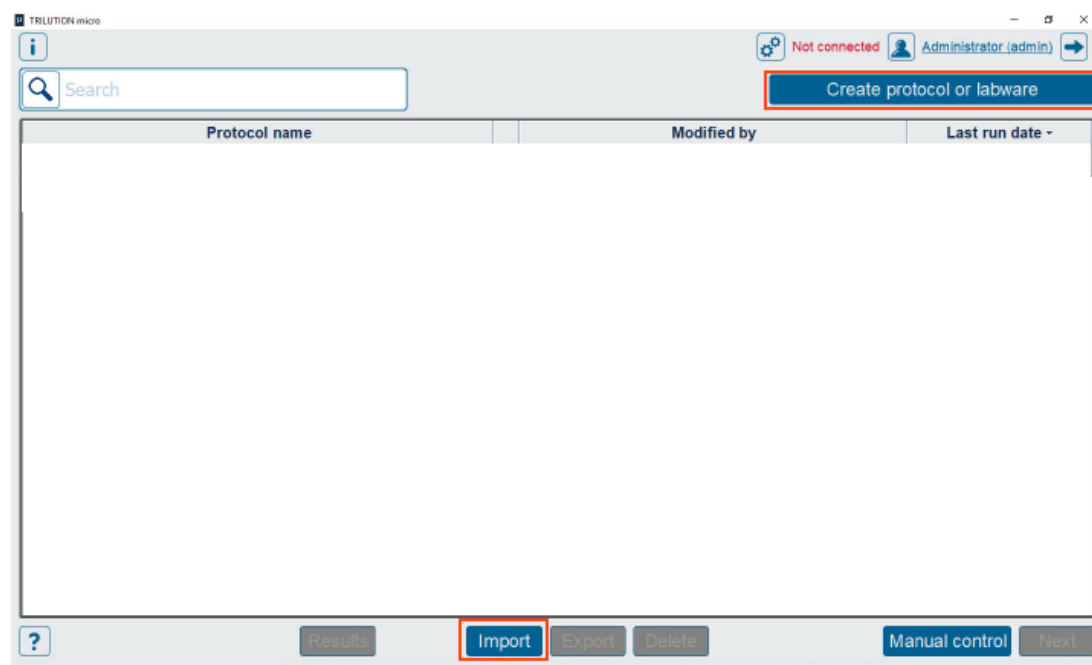 TRILUTION micro
i
Not connected Administrator (admin)
Search
Create protocol or labware
Protocol name Modified by Last run date
? Results Import Export Delete Manual control Next